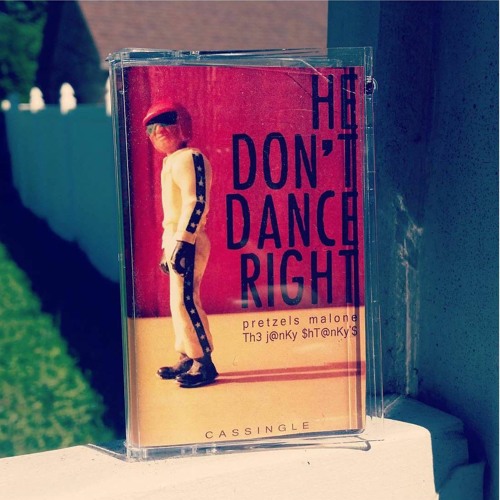 HE
DON'T
DANCE
RIGHT
pretzels malone
Th3 j@nKy $hT@nKy'$
CASSINGLE